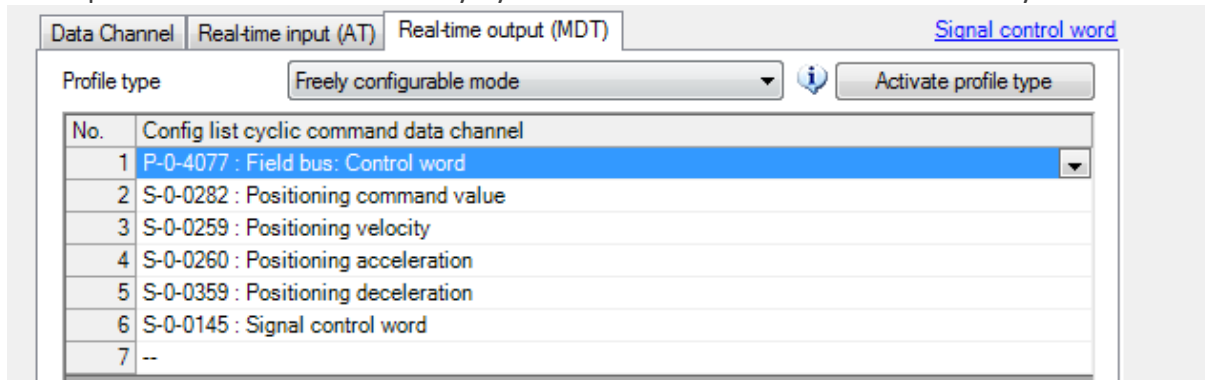 Data Channel Real-time input (AT) Real-time output (MDT) Signal control word
Profile type Freely configurable mode Activate profile type
No. Config list cyclic command data channel
1 P-0-4077 : Field bus: Control word
2 S-0-0282 : Positioning command value
3 S-0-0259 : Positioning velocity
4 S-0-0260 : Positioning acceleration
5 S-0-0359 : Positioning deceleration
6 S-0-0145 : Signal control word
7 --